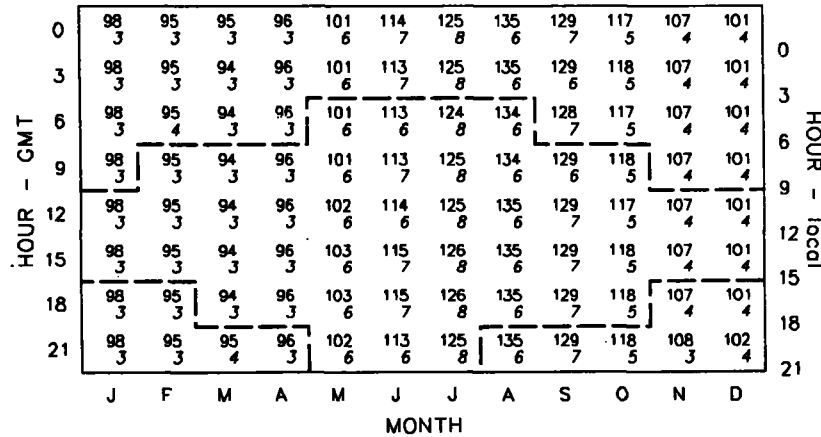 0 98 95 95 96 101 114 125 135 129 117 107 101
3 3 3 3 6 7 8 6 7 5 4 4 0
3 98 95 94 96 101 113 125 135 129 118 107 101
3 3 3 3 6 7 8 6 6 5 4 4 3
6 98 95 94 96 101 113 124 134 128 117 107 101
3 4 3 3 6 6 8 6 7 5 4 4 6
9 98 95 94 96 101 113 125 134 129 118 107 101
3 3 3 3 6 7 8 6 6 5 4 4 9
12 98 95 94 96 102 114 125 135 129 117 107 101
3 3 3 3 6 6 8 6 7 5 4 4 12
15 98 95 94 96 103 115 126 135 129 118 107 101
3 3 3 3 6 7 8 6 7 5 4 4 15
18 98 95 94 96 103 115 126 135 129 118 107 101
3 3 3 3 6 7 8 6 7 5 4 4 18
21 98 95 95 96 102 113 125 135 129 118 108 102
3 3 4 3 6 6 8 6 7 5 3 4 21
J F M A M J J A S O N D
MONTH
HOUR - GMT
HOUR - local